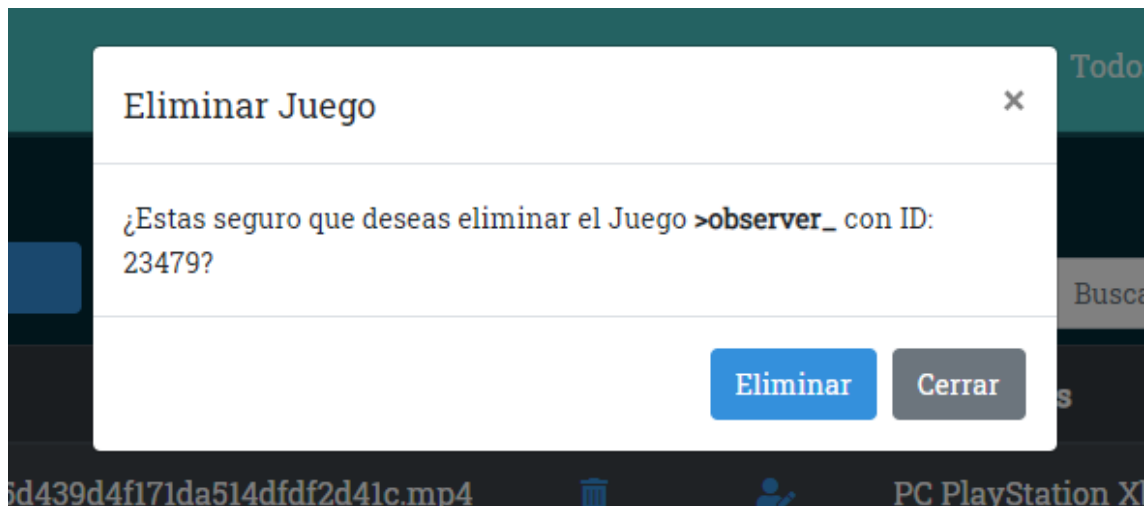 Todo
Eliminar Juego ×
¿Estas seguro que deseas eliminar el Juego >observer_ con ID:
23479?
Busca
Eliminar Cerrar
s
5d439d4f171da514dfdf2d41c.mp4 PC PlayStation X